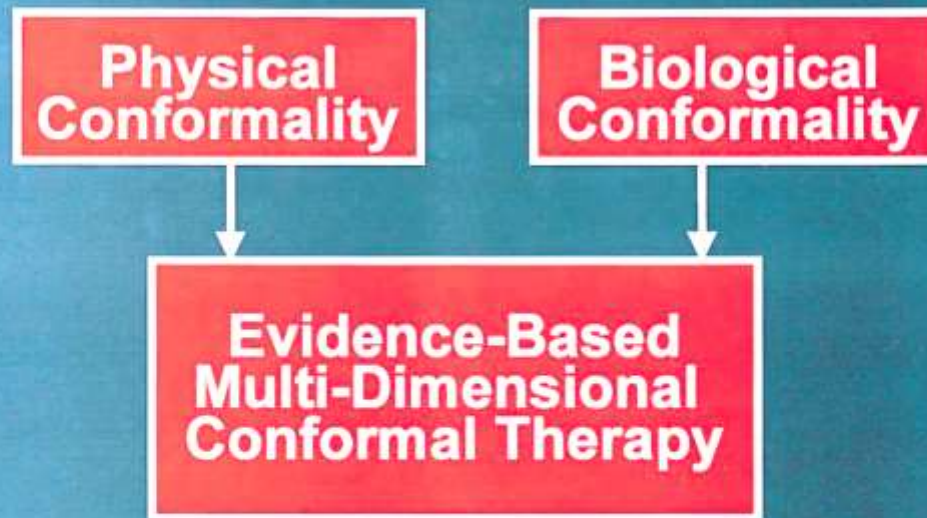 Physical
Conformality
Biological
Conformality
Evidence-Based
Multi-Dimensional
Conformal Therapy